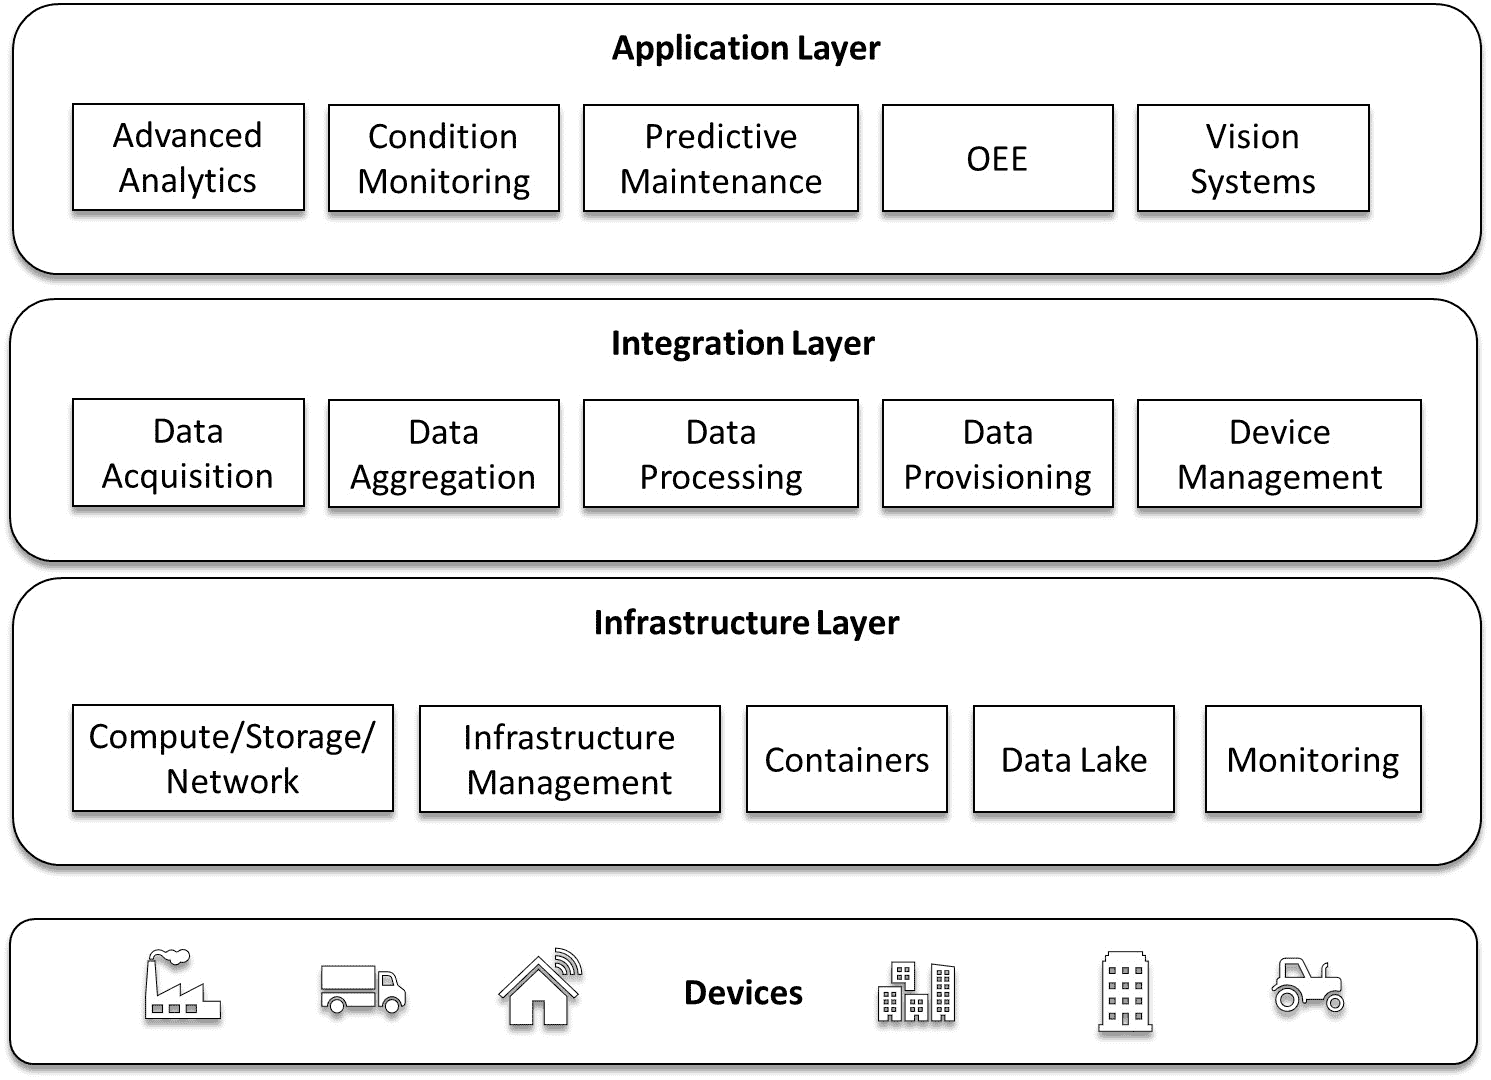 Application Layer
Advanced
Analytics
Condition
Monitoring
Predictive
Maintenance
OEE
Vision
Systems
Integration Layer
Data
Acquisition
Data
Aggregation
Data
Processing
Data
Provisioning
Device
Management
Infrastructure Layer
Compute/Storage/
Network
Infrastructure
Management
Containers
Data Lake
Monitoring
Devices